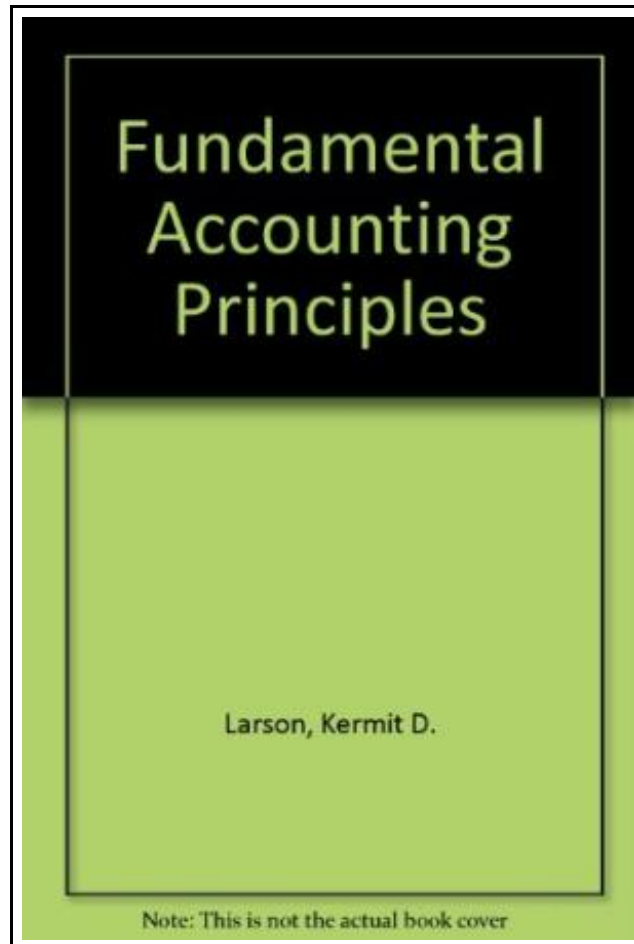 Fundamental
Accounting
Principles
Larson, Kermit D.
Note: This is not the actual book cover